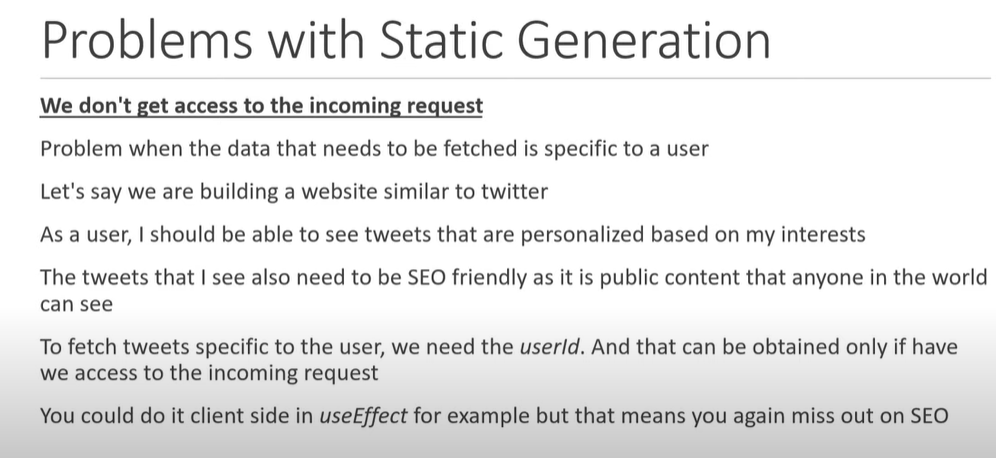 Problems with Static Generation
We don't get access to the incoming request
Problem when the data that needs to be fetched is specific to a user
Let's say we are building a website similar to twitter
As a user, I should be able to see tweets that are personalized based on my interests
The tweets that I see also need to be SEO friendly as it is public content that anyone in the world
can see
To fetch tweets specific to the user, we need the userId. And that can be obtained only if have
we access to the incoming request
You could do it client side in useEffect for example but that means you again miss out on SEO